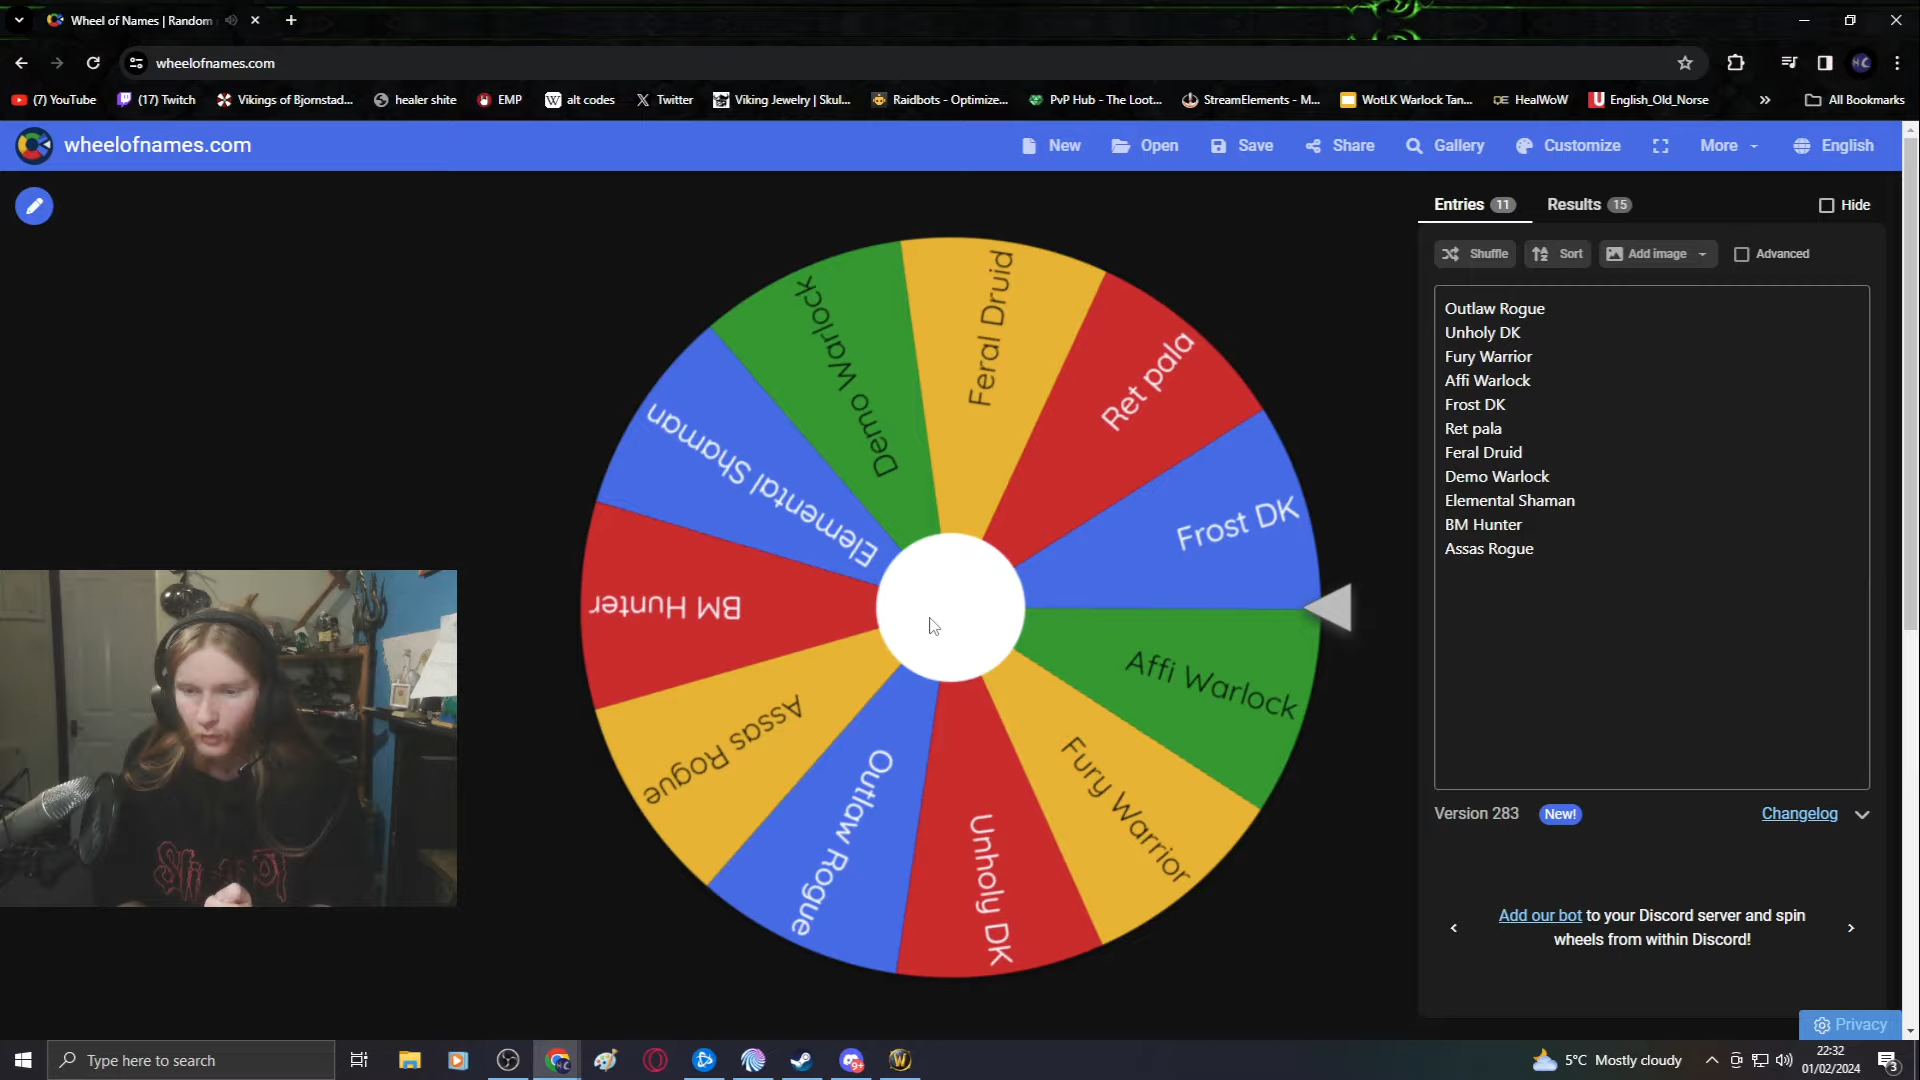 Wheel of Names | Random
wheelofnames.com
(7) YouTube
(17) Twitch
Vikings of Bjornstad...
healer shite
EMP
alt codes
Twitter
Viking Jewelry | Skul...
Raidbots - Optimize...
PvP Hub - The Loot...
StreamElements - M...
WotLK Warlock Tan...
HealWoW
English_Old_Norse
All Bookmarks
wheelofnames.com
New
Open
Save
Share
Gallery
Customize
More
English
Entries 11
Results 15
Hide
Shuffle
Sort
Add image
Advanced
Outlaw Rogue
Unholy DK
Fury Warrior
Affi Warlock
Frost DK
Ret pala
Feral Druid
Demo Warlock
Elemental Shaman
BM Hunter
Assas Rogue
Feral Druid
Ret pala
Frost DK
Affi Warlock
Fury Warrior
Unholy DK
Outlaw Rogue
Assas Rogue
BM Hunter
Elemental Shaman
Demo Warlock
Version 283
New!
Changelog
Add our bot to your Discord server and spin
wheels from within Discord!
Privacy
Type here to search
5°C Mostly cloudy
22:32
01/02/2024
3